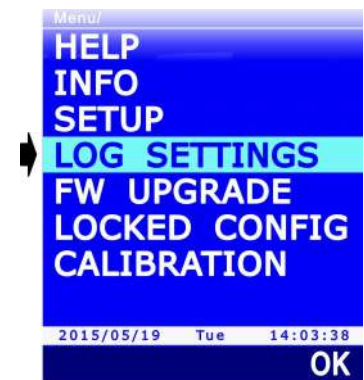 Menu/
HELP
INFO
SETUP
LOG SETTINGS
FW UPGRADE
LOCKED CONFIG
CALIBRATION
2015/05/19 Tue 14:03:38
OK